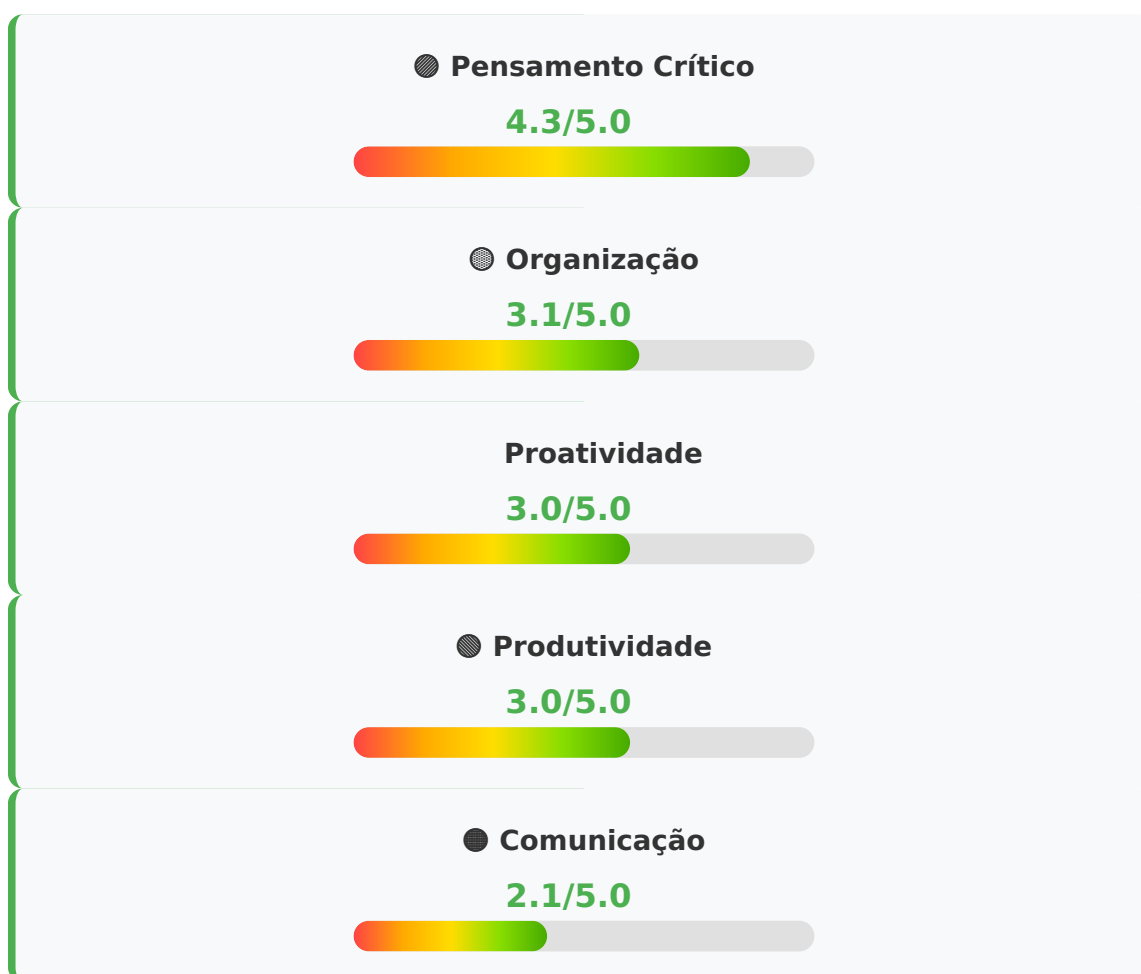 Pensamento Crítico
4.3/5.0
Organização
3.1/5.0
Proatividade
3.0/5.0
Produtividade
3.0/5.0
Comunicação
2.1/5.0